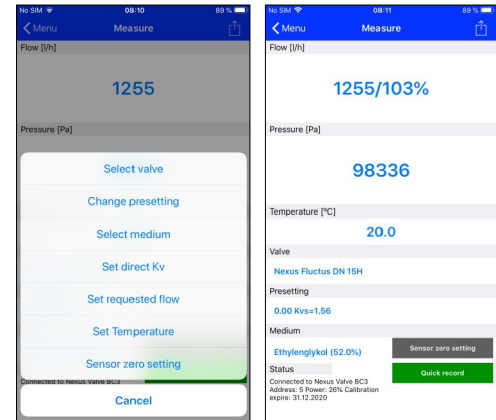 No SIM 08:10 89 %
Menu Measure
Flow [l/h]
1255
Pressure [Pa]
Select valve
Change presetting
Select medium
Set direct Kv
Set requested flow
Set Temperature
Sensor zero setting
Connected to Nexus Valve BC3
Cancel
No SIM 08:11 89 %
Menu Measure
Flow [l/h]
1255/103%
Pressure [Pa]
98336
Temperature [°C]
20.0
Valve
Nexus Fluctus DN 15H
Presetting
0.00 Kvs=1.56
Medium
Ethylenglykol (52.0%)
Sensor zero setting
Status
Connected to Nexus Valve BC3
Address: 5 Power: 26% Calibration
expire: 31.12.2020
Quick record